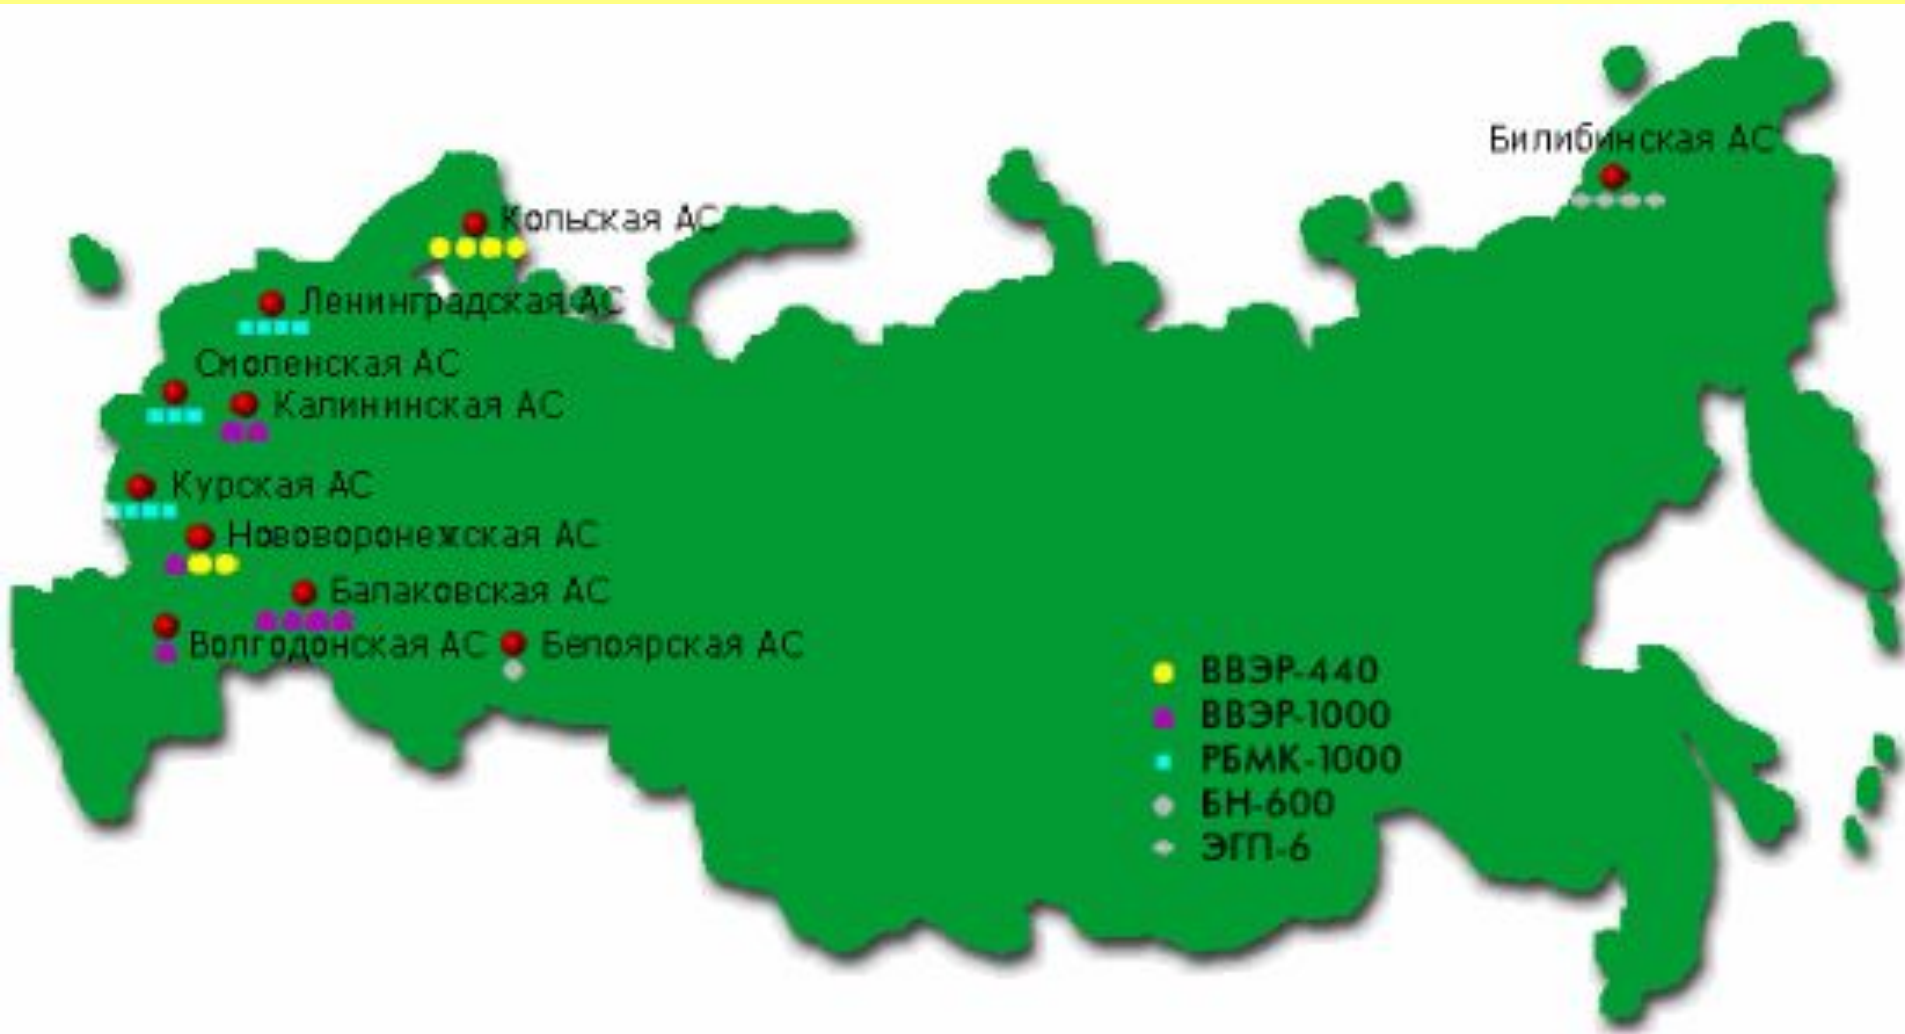 Билибинская АС
Кольская АС
Ленинградская АС
Смоленская АС
Калининская АС
Курская АС
Нововоронежская АС
Балаковская АС
Волгодонская АС
Белоярская АС
ВВЭР-440
ВВЭР-1000
РБМК-1000
БН-600
ЭГП-6